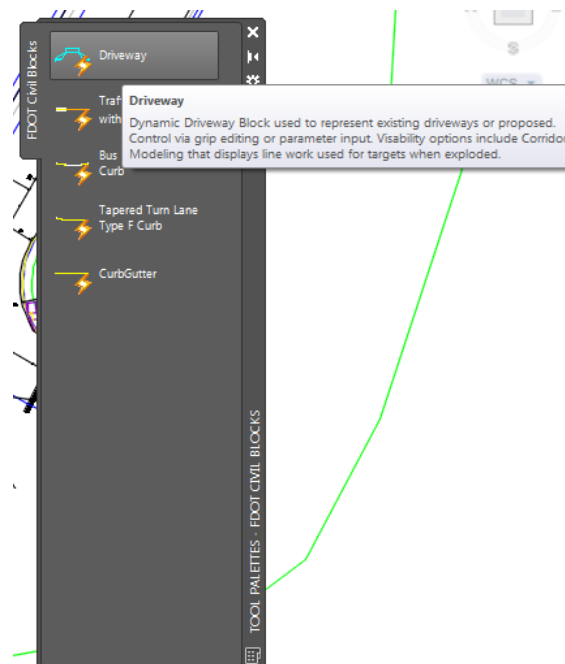 FDOT Civil Blocks
Driveway
Driveway
Dynamic Driveway Block used to represent existing driveways or proposed.
Control via grip editing or parameter input. Visability options include Corridor
Modeling that displays line work used for targets when exploded.
Traf
with
Bus
Curb
Tapered Turn Lane
Type F Curb
CurbGutter
TOOL PALETTES - FDOT CIVIL BLOCKS
S
WCS